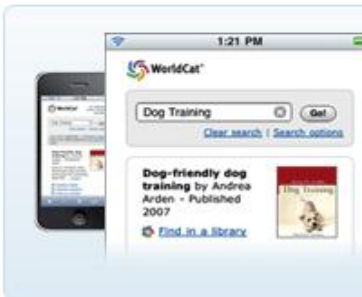 1:21 PM
WorldCat
Dog Training
Go!
Clear search | Search options
Dog-friendly dog
training by Andrea
Arden - Published
2007
Find in a library
Dog Training